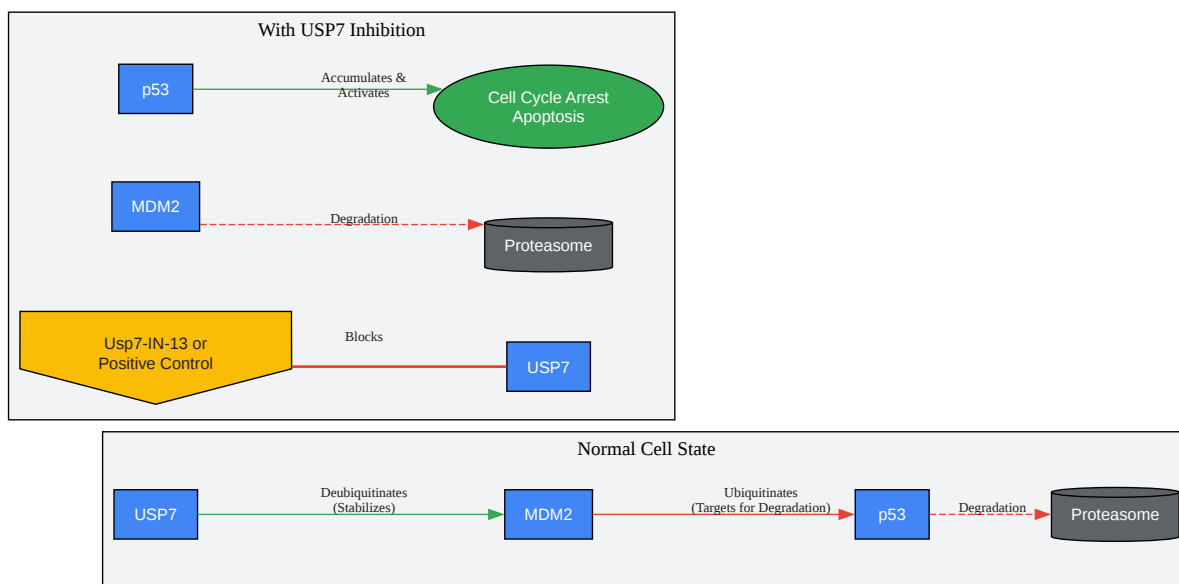 With USP7 Inhibition
p53
Accumulates &
Activates
Cell Cycle Arrest
Apoptosis
MDM2
Degradation
Proteasome
Usp7-IN-13 or
Positive Control
Blocks
USP7
Normal Cell State
USP7
Deubiquitinates
(Stabilizes)
MDM2
Ubiquitinates
(Targets for Degradation)
p53
Degradation
Proteasome